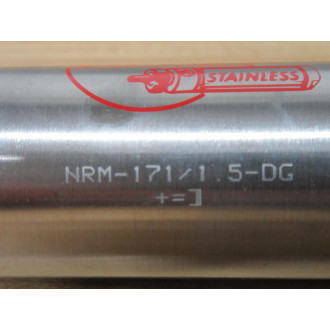 STAINLESS
NRM-171/1.5-DG
+=]